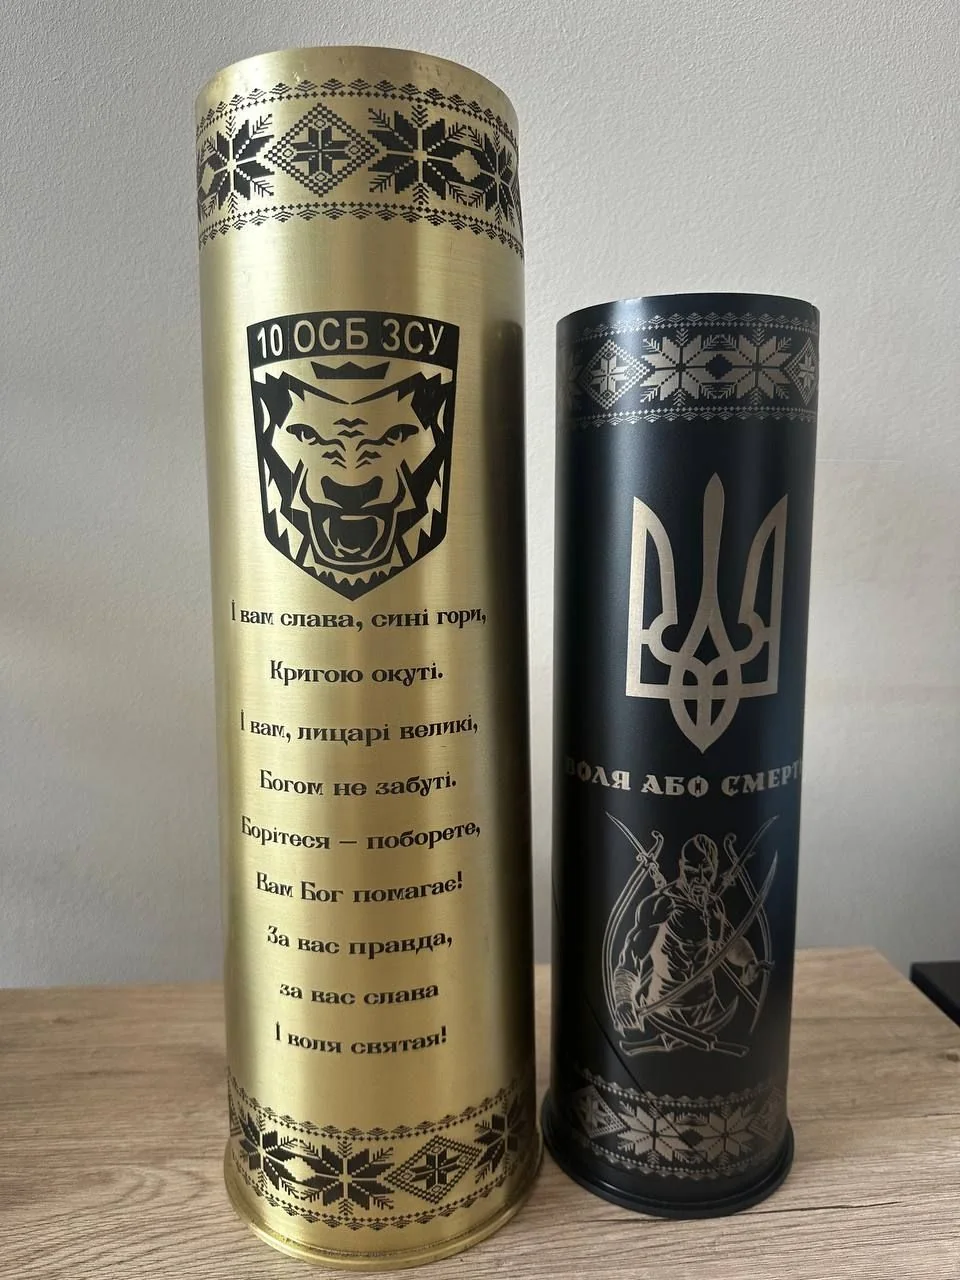 10 ОСБ ЗСУ
І вам слава, сині гори,
Кригою окуті.
І вам, лицарі великі,
Богом не забуті.
Борітеся – поборете,
Вам Бог помагає!
За вас правда,
за вас слава
І воля святая!
ВОЛЯ АБО СМЕРТЬ